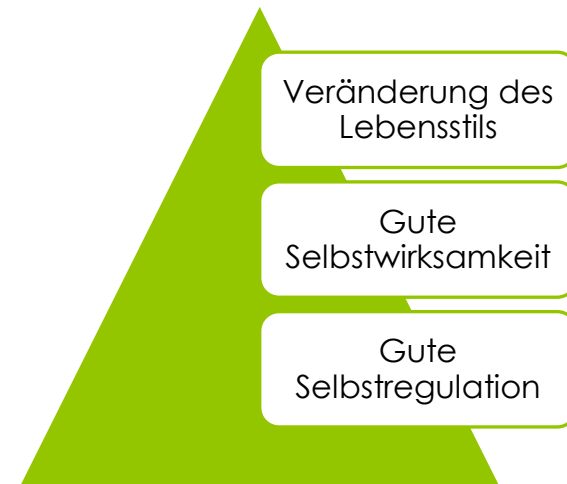 Veränderung des
Lebensstils
Gute
Selbstwirksamkeit
Gute
Selbstregulation